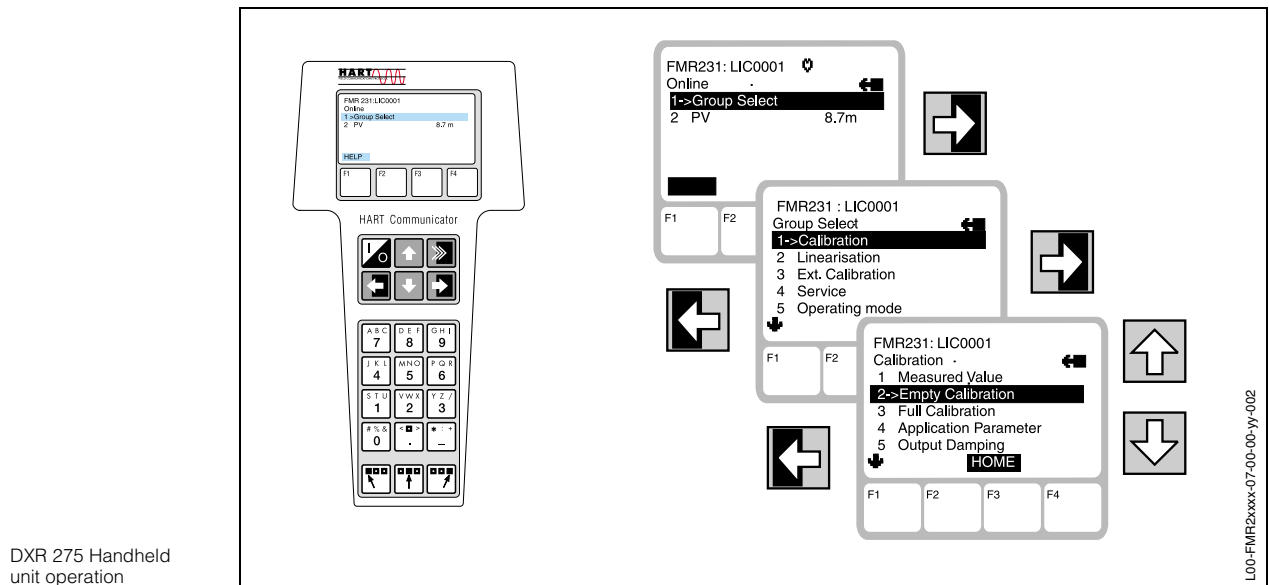 HART
FMR 231:LIC0001
Online
1 >Group Select
2 PV 8.7 m
HELP
F1 F2 F3 F4
HART Communicator
I/O
A B C D E F G H I
7 8 9
J K L M N O P Q R
4 5 6
S T U V W X Y Z /
1 2 3
# % & < > * : +
0 . _
FMR231: LIC0001
Online
1->Group Select
2 PV 8.7m
F1 F2
FMR231 : LIC0001
Group Select
1->Calibration
2 Linearisation
3 Ext. Calibration
4 Service
5 Operating mode
F1 F2
FMR231: LIC0001
Calibration
1 Measured Value
2->Empty Calibration
3 Full Calibration
4 Application Parameter
5 Output Damping
HOME
F1 F2 F3 F4
L00-FMR2xxxx-07-00-00-yy-002
DXR 275 Handheld
unit operation